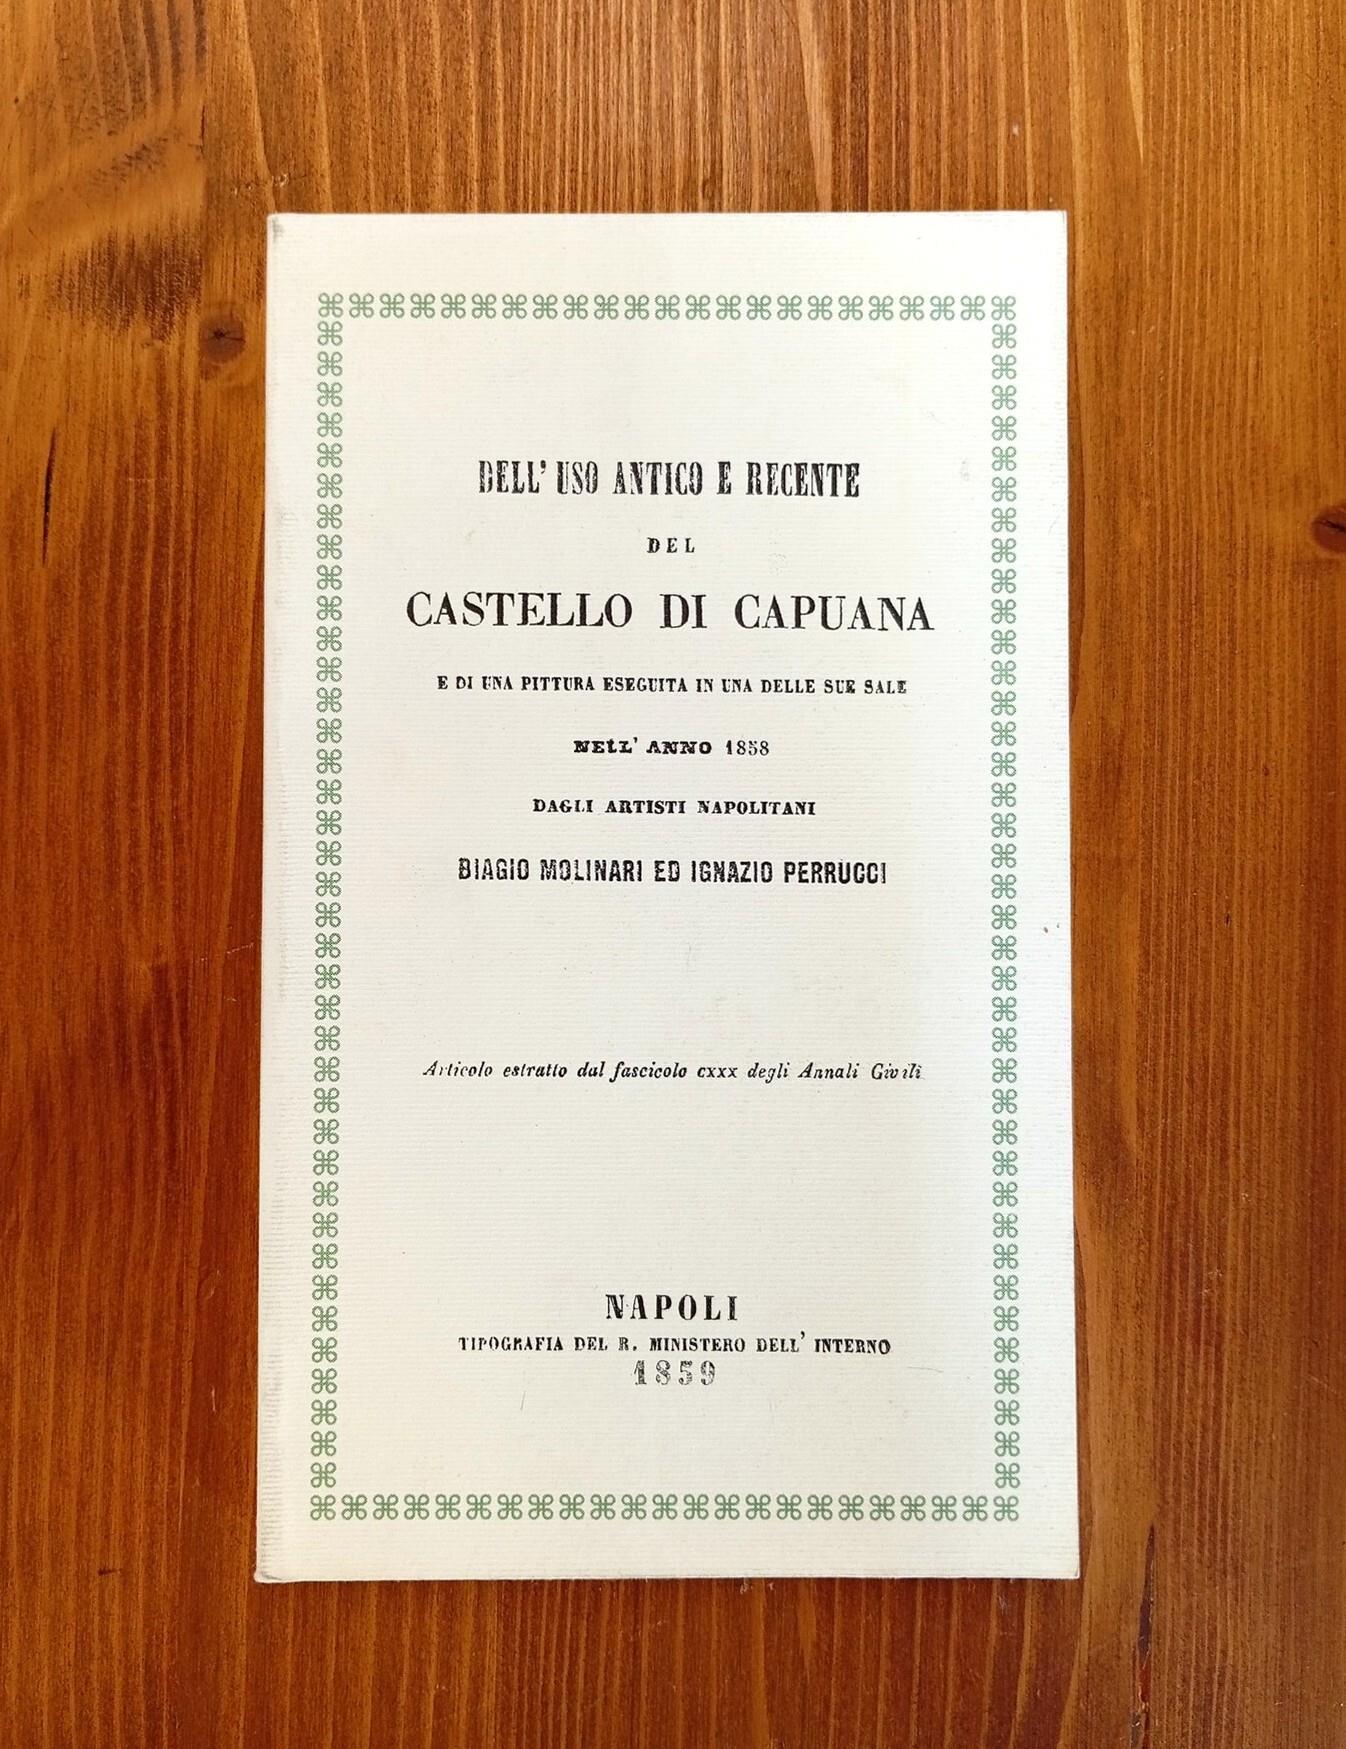 DELL' USO ANTICO E RECENTE
DEL
CASTELLO DI CAPUANA
E DI UNA PITTURA ESEGUITA IN UNA DELLE SUE SALE
NELL' ANNO 1858
DAGLI ARTISTI NAPOLITANI
BIAGIO MOLINARI ED IGNAZIO PERRUCCI
Articolo estratto dal fascicolo CXXX degli Annali Civili
NAPOLI
TIPOGRAFIA DEL R. MINISTERO DELL' INTERNO
1859